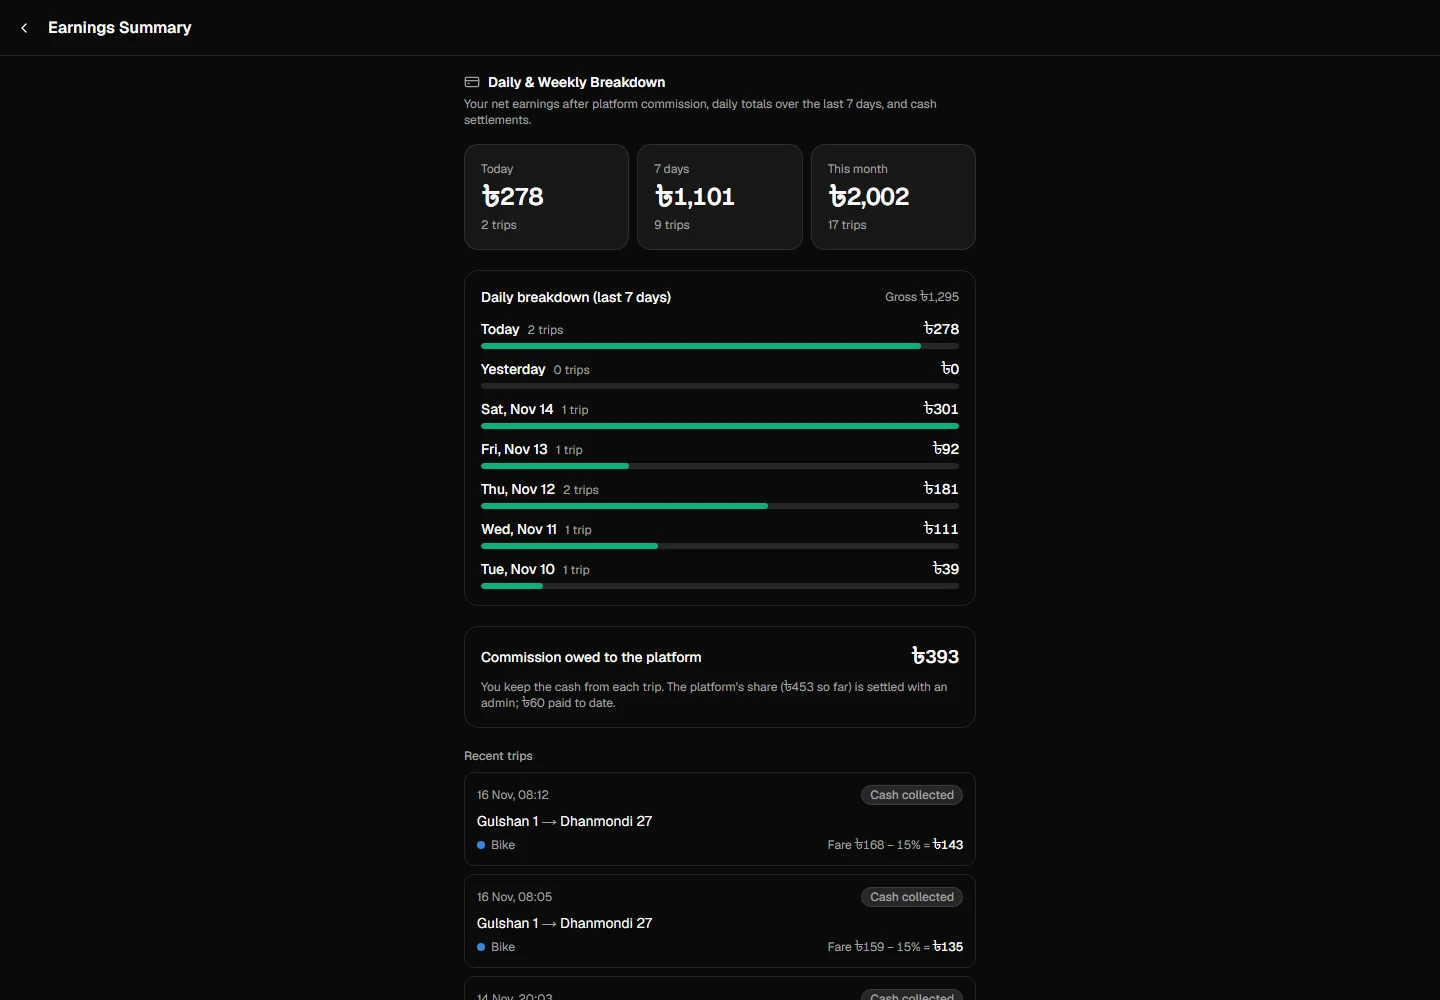 Earnings Summary
Daily & Weekly Breakdown
Your net earnings after platform commission, daily totals over the last 7 days, and cash
settlements.
Today
৳278
2 trips
7 days
৳1,101
9 trips
This month
৳2,002
17 trips
Daily breakdown (last 7 days)
Gross ৳1,295
Today 2 trips ৳278
Yesterday 0 trips ৳0
Sat, Nov 14 1 trip ৳301
Fri, Nov 13 1 trip ৳92
Thu, Nov 12 2 trips ৳181
Wed, Nov 11 1 trip ৳111
Tue, Nov 10 1 trip ৳39
Commission owed to the platform ৳393
You keep the cash from each trip. The platform's share (৳453 so far) is settled with an
admin; ৳60 paid to date.
Recent trips
16 Nov, 08:12 Cash collected
Gulshan 1 → Dhanmondi 27
Bike Fare ৳168 − 15% = ৳143
16 Nov, 08:05 Cash collected
Gulshan 1 → Dhanmondi 27
Bike Fare ৳159 − 15% = ৳135
14 Nov, 20:03 Cash collected